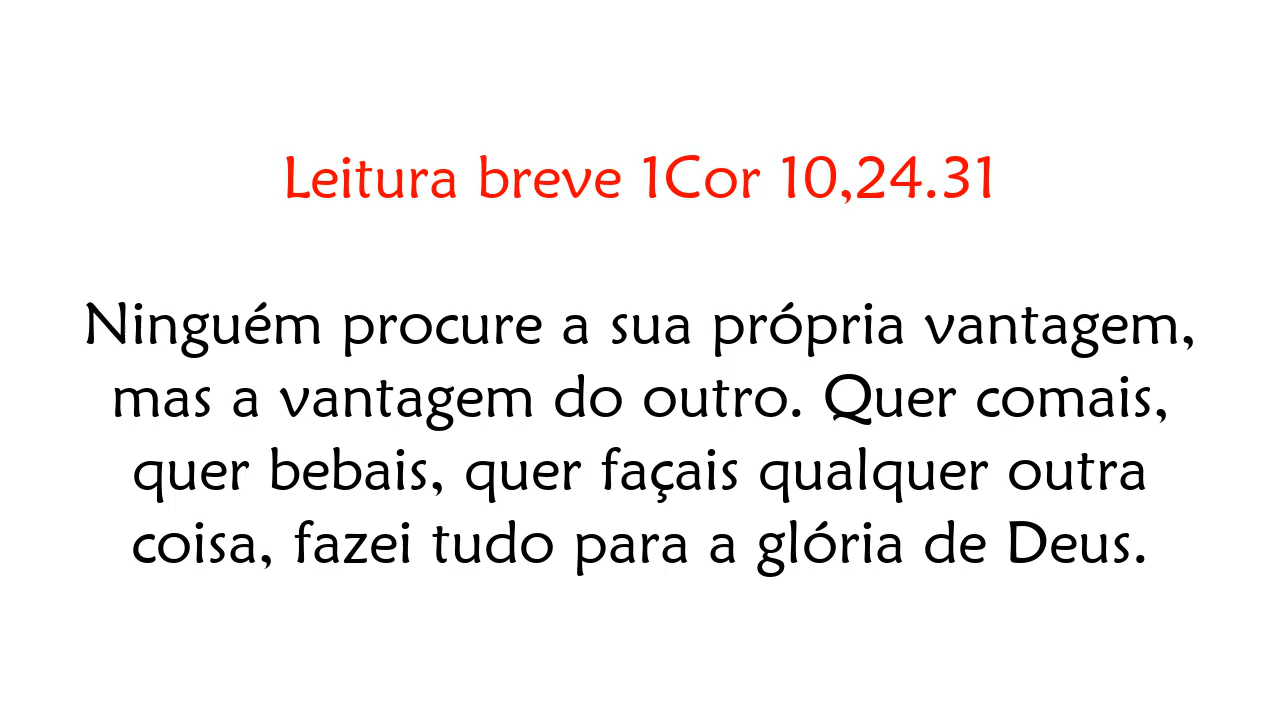 Leitura breve 1Cor 10,24.31
Ninguém procure a sua própria vantagem,
mas a vantagem do outro. Quer comais,
quer bebais, quer façais qualquer outra
coisa, fazei tudo para a glória de Deus.